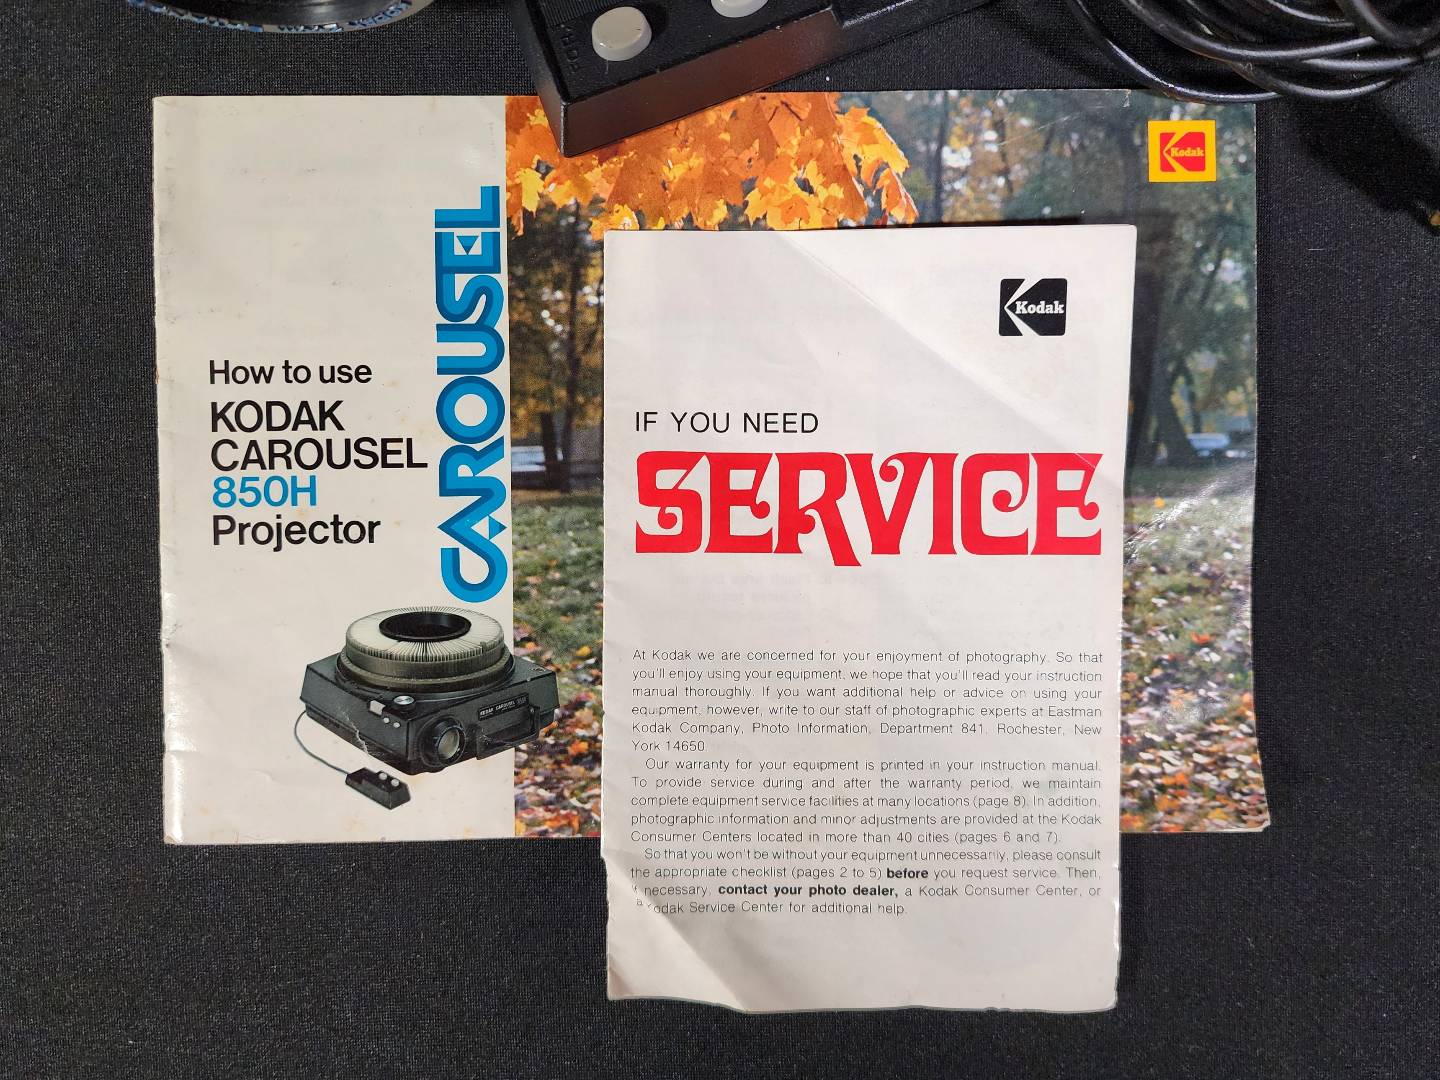 CAROUSEL
How to use
KODAK
CAROUSEL
850H
Projector
Kodak
KODAK CAROUSEL
Kodak
IF YOU NEED
SERVICE
At Kodak we are concerned for your enjoyment of photography. So that
you'll enjoy using your equipment, we hope that you'll read your instruction
manual thoroughly. If you want additional help or advice on using your
equipment, however, write to our staff of photographic experts at Eastman
Kodak Company, Photo Information, Department 841, Rochester, New
York 14650.
Our warranty for your equipment is printed in your instruction manual.
To provide service during and after the warranty period, we maintain
complete equipment service facilities at many locations (page 8). In addition,
photographic information and minor adjustments are provided at the Kodak
Consumer Centers located in more than 40 cities (pages 6 and 7).
So that you won't be without your equipment unnecessarily, please consult
the appropriate checklist (pages 2 to 5) before you request service. Then,
if necessary, contact your photo dealer, a Kodak Consumer Center, or
a Kodak Service Center for additional help.